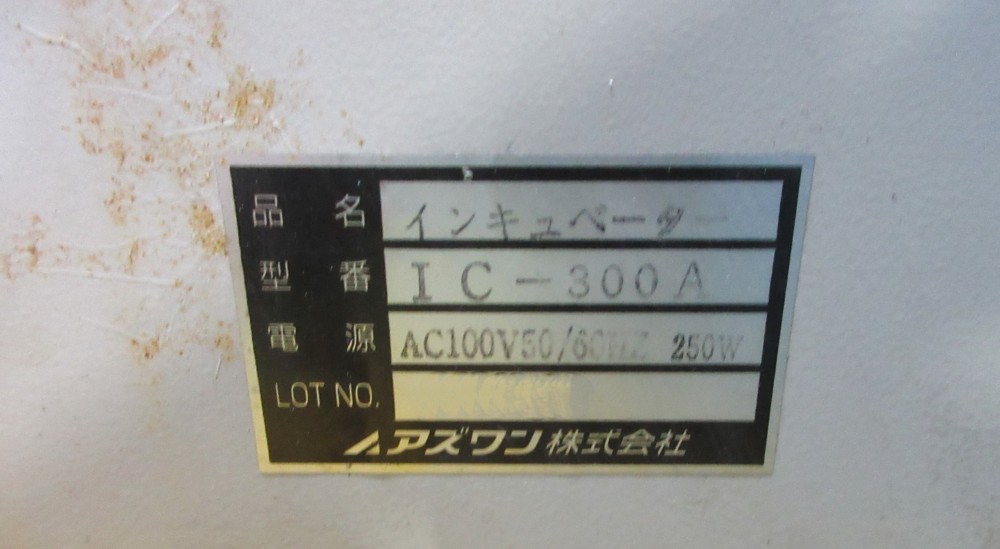 品名 インキュベーター
型番 IC-300A
電源 AC100V50/60HZ 250W
LOT NO.
アズワン株式会社